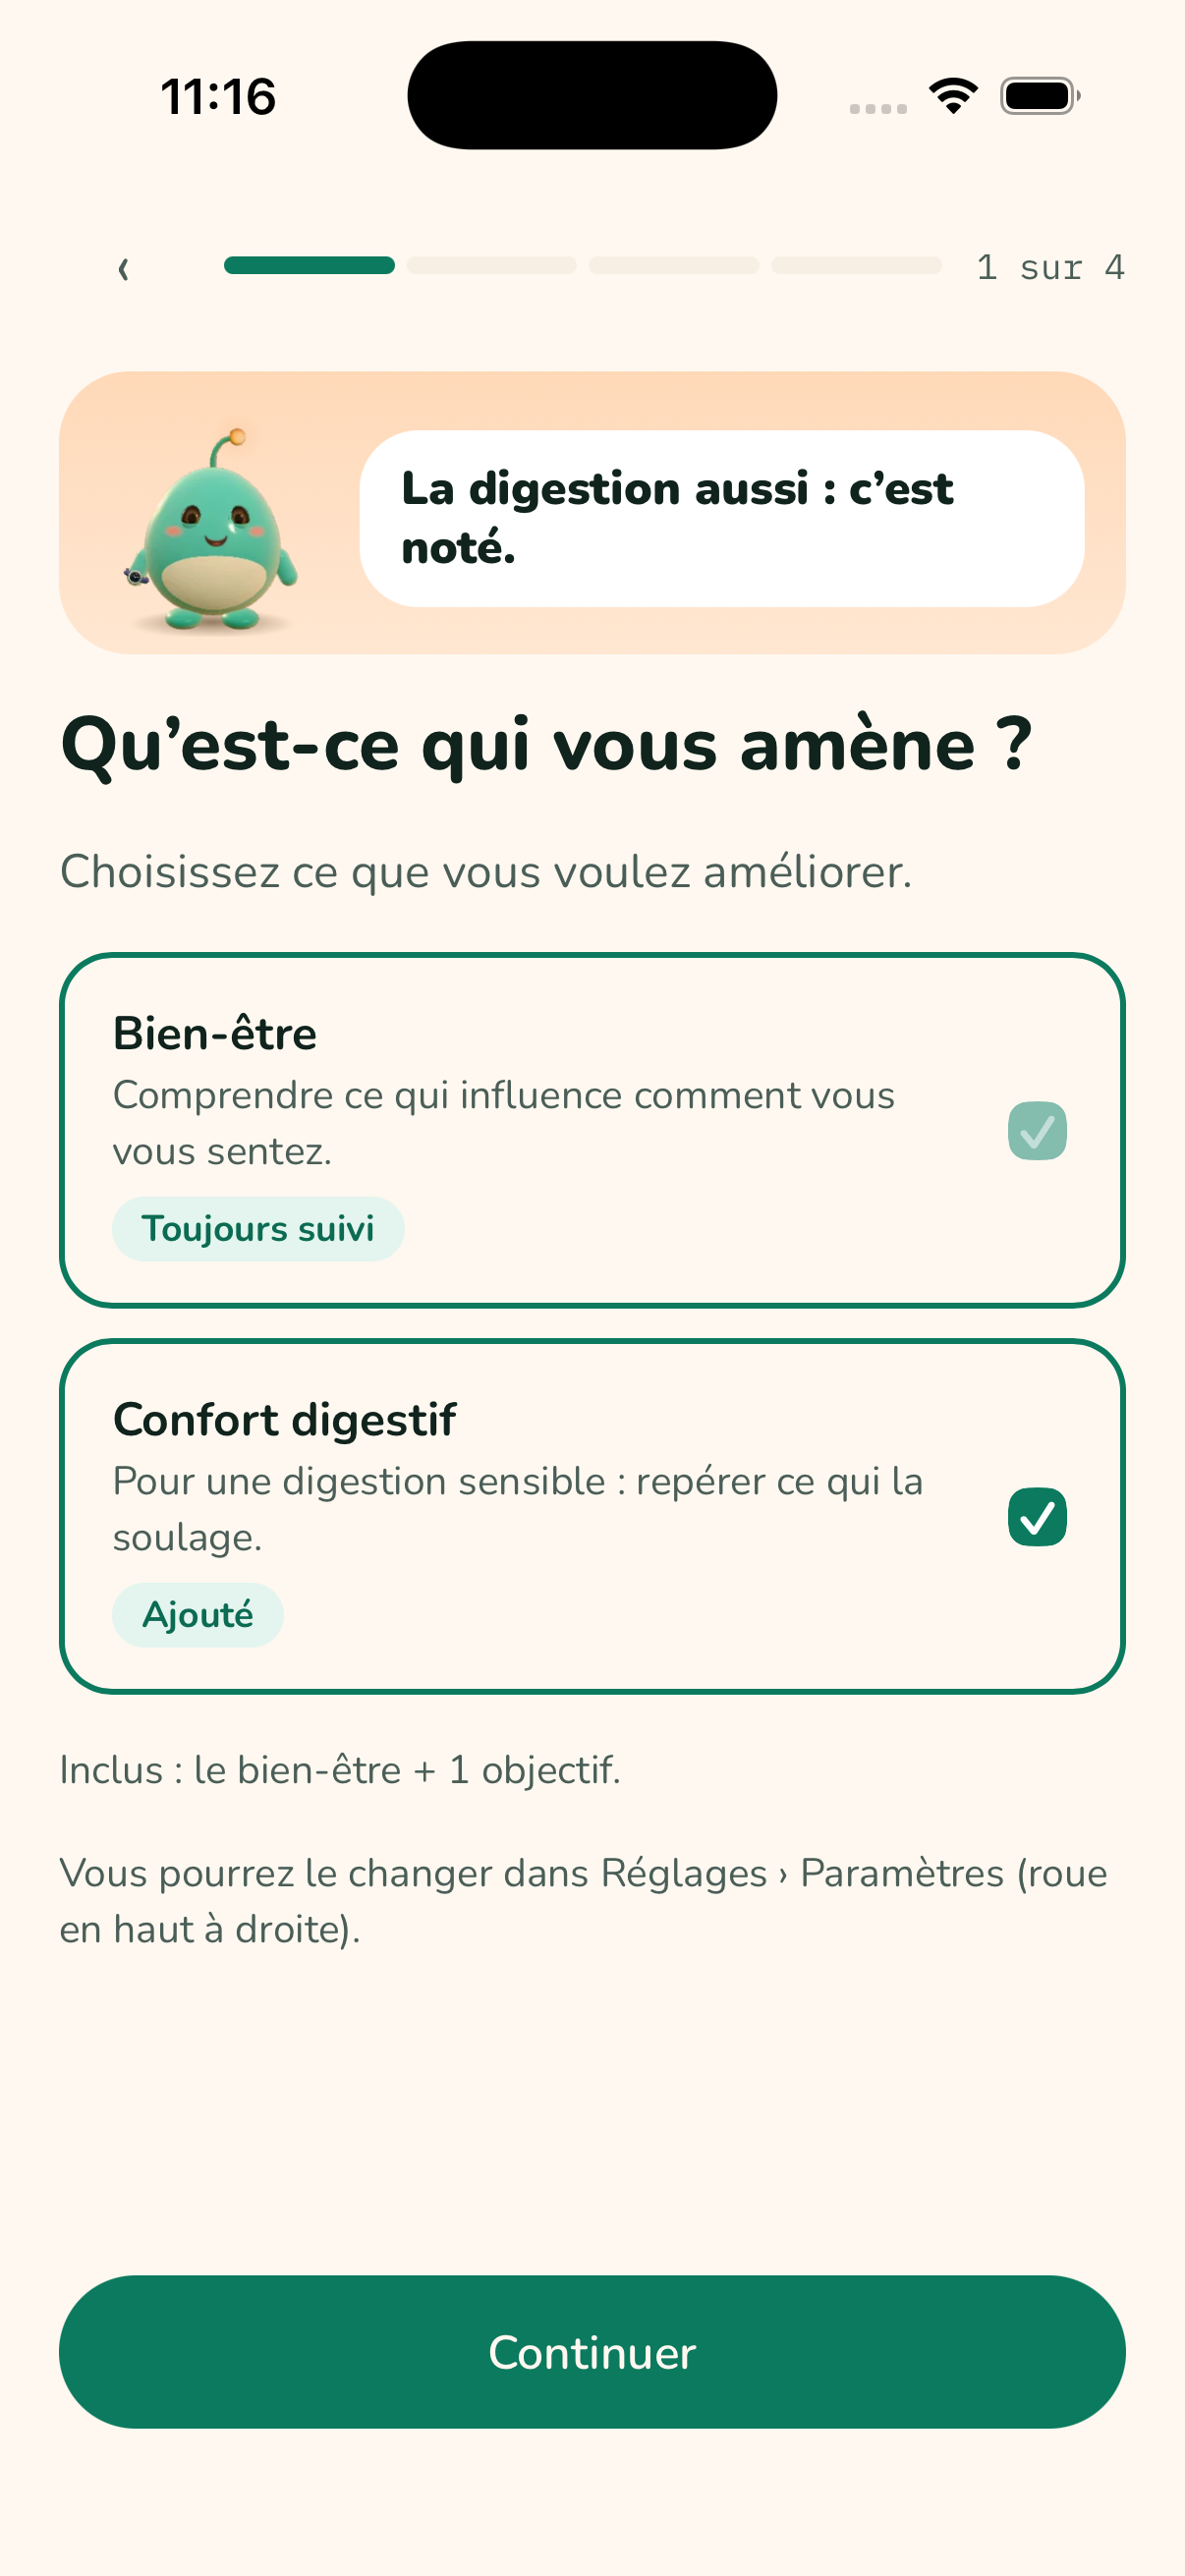 11:16
‹
1 sur 4
La digestion aussi : c’est
noté.
Qu’est-ce qui vous amène ?
Choisissez ce que vous voulez améliorer.
Bien-être
Comprendre ce qui influence comment vous
vous sentez.
Toujours suivi
Confort digestif
Pour une digestion sensible : repérer ce qui la
soulage.
Ajouté
Inclus : le bien-être + 1 objectif.
Vous pourrez le changer dans Réglages › Paramètres (roue
en haut à droite).
Continuer